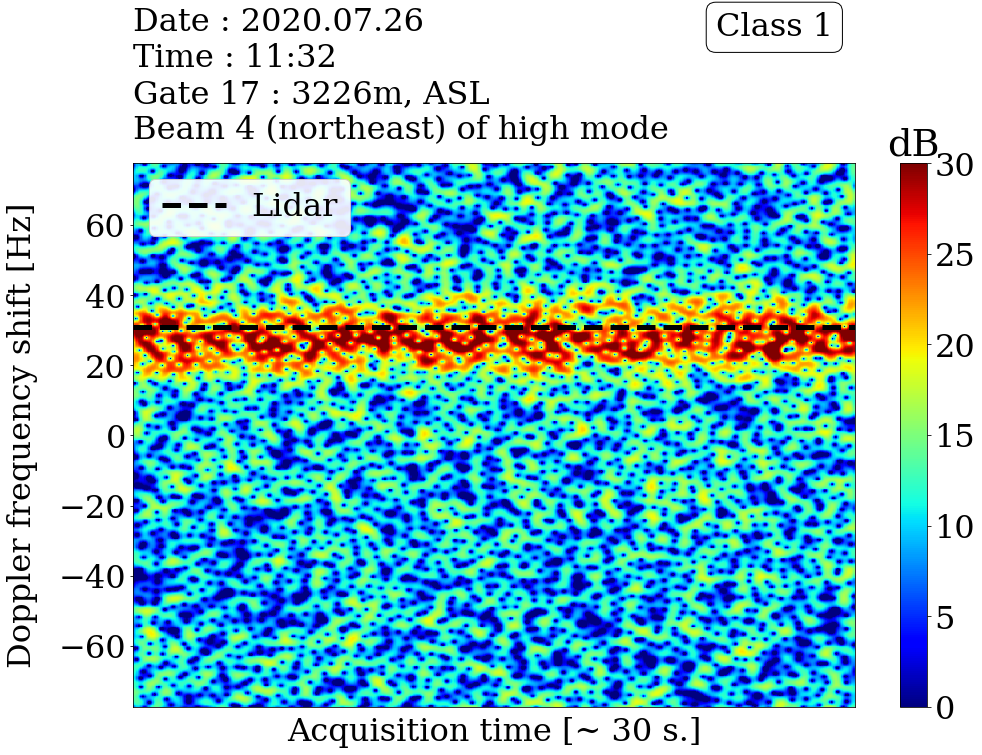 Date : 2020.07.26
Time : 11:32
Gate 17 : 3226m, ASL
Beam 4 (northeast) of high mode
Class 1
dB
Lidar
60
40
20
0
−20
−40
−60
Doppler frequency shift [Hz]
Acquisition time [~ 30 s.]
30
25
20
15
10
5
0